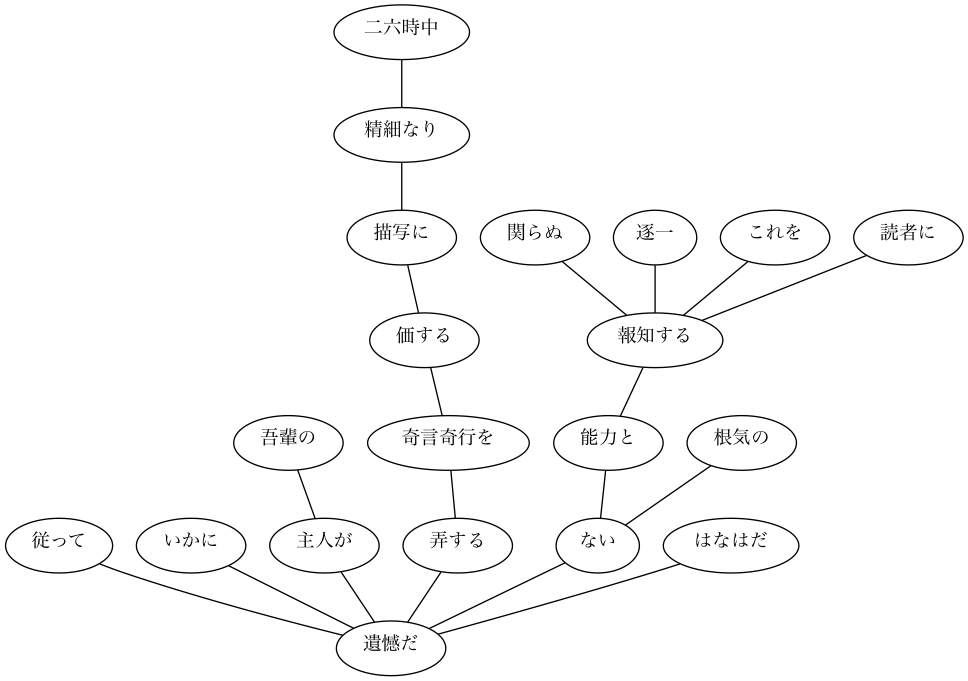 二六時中
精細なり
描写に
関らぬ
逐一
これを
読者に
価する
報知する
吾輩の
奇言奇行を
能力と
根気の
従って
いかに
主人が
弄する
ない
はなはだ
遺憾だ